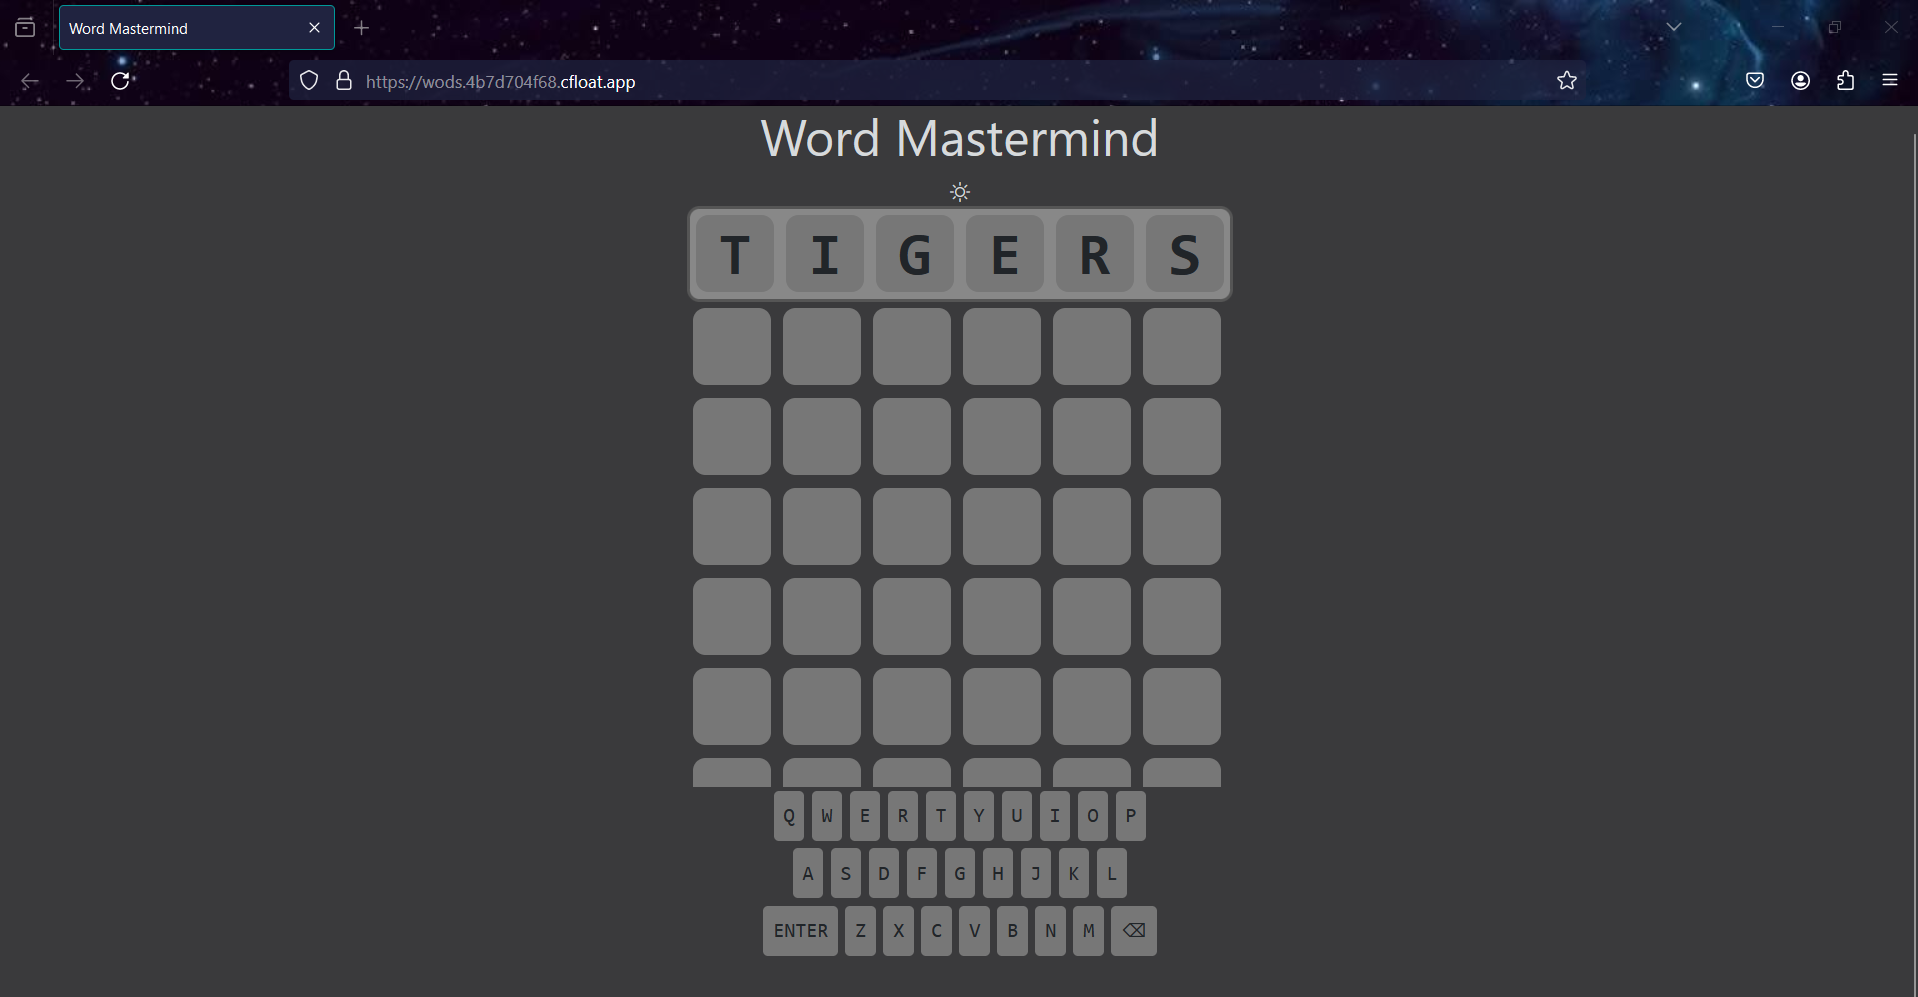 Word Mastermind
https://wods.4b7d704f68.cfloat.app
Word Mastermind
T I G E R S
Q W E R T Y U I O P
A S D F G H J K L
ENTER Z X C V B N M ⌫